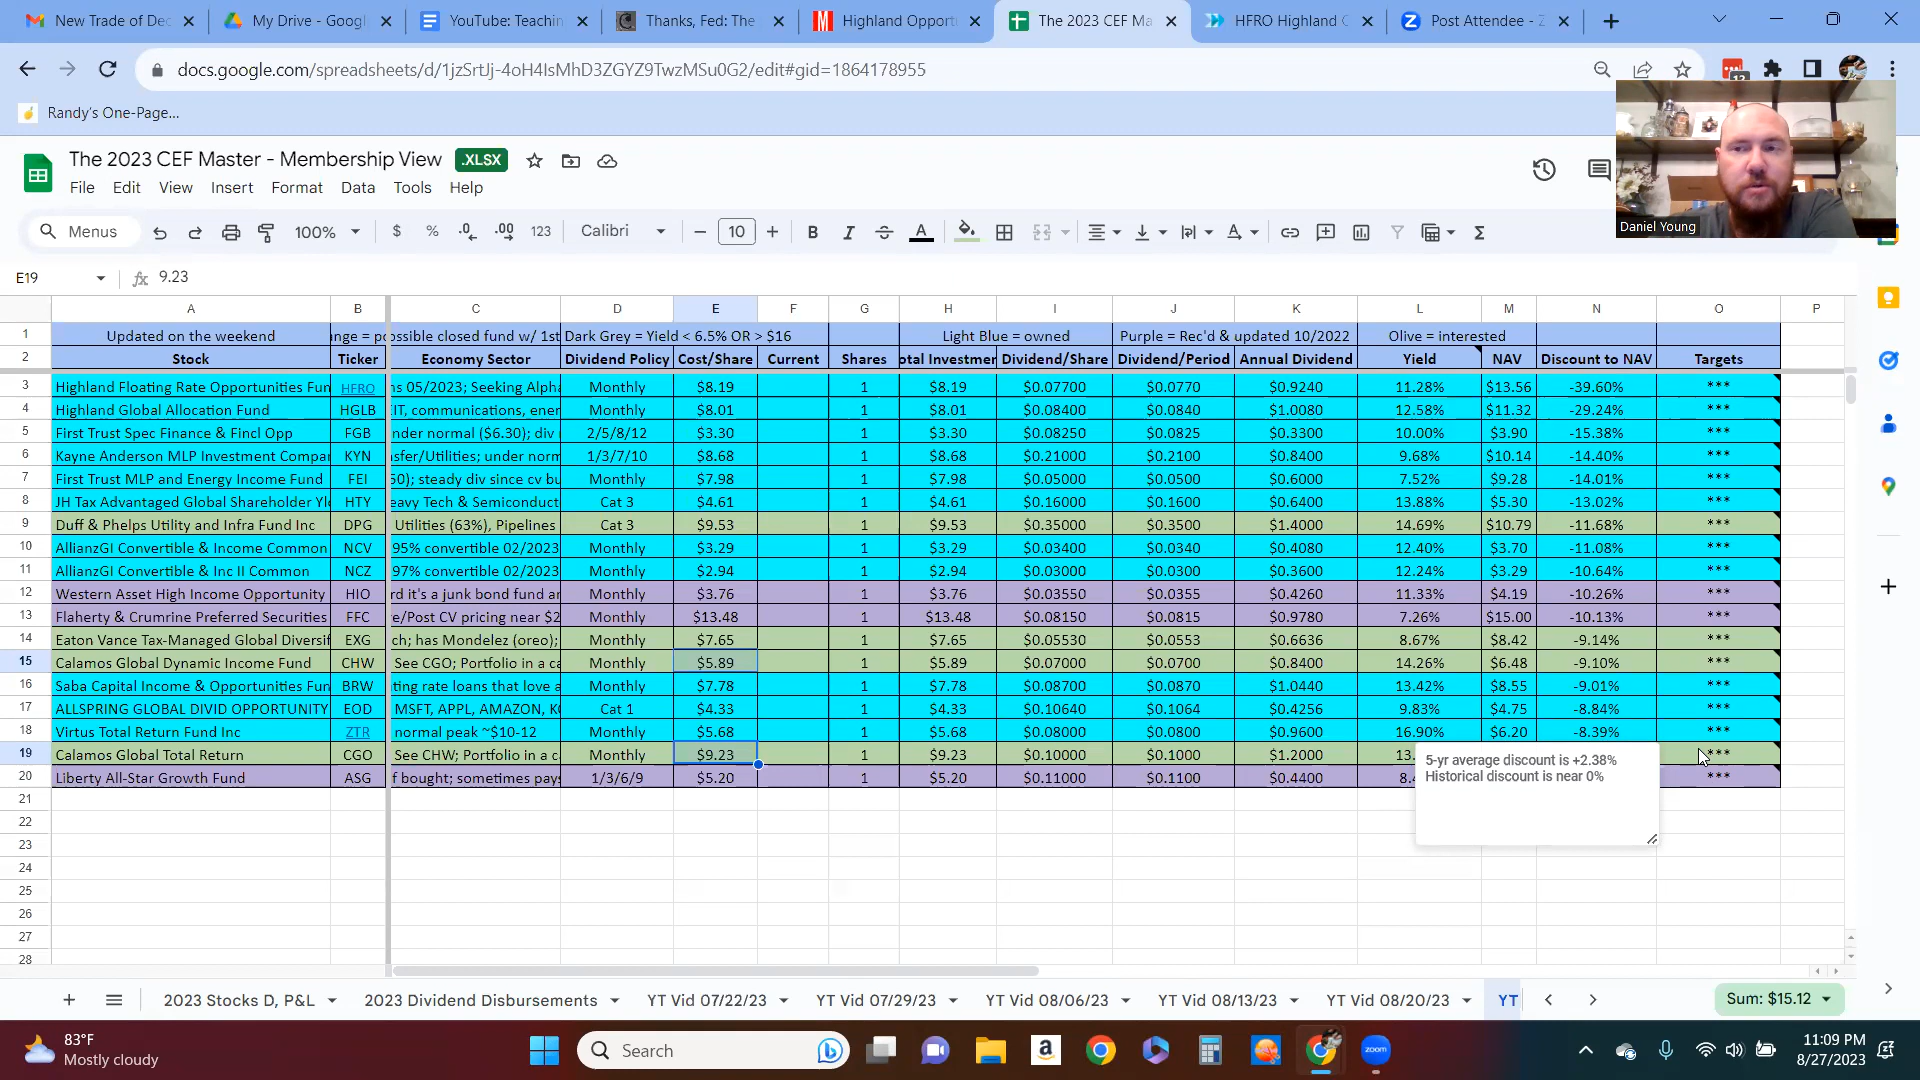 New Trade of Dec
My Drive - Googl
YouTube: Teachin
Thanks, Fed: The
Highland Opport
The 2023 CEF Ma
HFRO Highland C
Post Attendee - Z
docs.google.com/spreadsheets/d/1jzSrtJj-4oH4IsMhD3ZGYZ9TwzMSu0G2/edit#gid=1864178955
Randy's One-Page...
The 2023 CEF Master - Membership View .XLSX
File Edit View Insert Format Data Tools Help
Menus 100% $ % .0 .00 123 Calibri 10
Daniel Young
E19 fx 9.23
A B C D E F G H I J K L M N O P
1 Updated on the weekend nge = possible closed fund w/ 1st Dark Grey = Yield < 6.5% OR > $16 Light Blue = owned Purple = Rec'd & updated 10/2022 Olive = interested
2 Stock Ticker Economy Sector Dividend Policy Cost/Share Current Shares otal Investmen Dividend/Share Dividend/Period Annual Dividend Yield NAV Discount to NAV Targets
3 Highland Floating Rate Opportunities Fun HFRO ns 05/2023; Seeking Alpha Monthly $8.19 1 $8.19 $0.07700 $0.0770 $0.9240 11.28% $13.56 -39.60% ***
4 Highland Global Allocation Fund HGLB EIT, communications, ener Monthly $8.01 1 $8.01 $0.08400 $0.0840 $1.0080 12.58% $11.32 -29.24% ***
5 First Trust Spec Finance & Fincl Opp FGB nder normal ($6.30); div r 2/5/8/12 $3.30 1 $3.30 $0.08250 $0.0825 $0.3300 10.00% $3.90 -15.38% ***
6 Kayne Anderson MLP Investment Compar KYN nsfer/Utilities; under norm 1/3/7/10 $8.68 1 $8.68 $0.21000 $0.2100 $0.8400 9.68% $10.14 -14.40% ***
7 First Trust MLP and Energy Income Fund FEI 50); steady div since cv bu Monthly $7.98 1 $7.98 $0.05000 $0.0500 $0.6000 7.52% $9.28 -14.01% ***
8 JH Tax Advantaged Global Shareholder Yle HTY eavy Tech & Semiconduct Cat 3 $4.61 1 $4.61 $0.16000 $0.1600 $0.6400 13.88% $5.30 -13.02% ***
9 Duff & Phelps Utility and Infra Fund Inc DPG Utilities (63%), Pipelines Cat 3 $9.53 1 $9.53 $0.35000 $0.3500 $1.4000 14.69% $10.79 -11.68% ***
10 AllianzGI Convertible & Income Common NCV 95% convertible 02/2023 Monthly $3.29 1 $3.29 $0.03400 $0.0340 $0.4080 12.40% $3.70 -11.08% ***
11 AllianzGI Convertible & Inc II Common NCZ 97% convertible 02/2023 Monthly $2.94 1 $2.94 $0.03000 $0.0300 $0.3600 12.24% $3.29 -10.64% ***
12 Western Asset High Income Opportunity HIO rd it's a junk bond fund an Monthly $3.76 1 $3.76 $0.03550 $0.0355 $0.4260 11.33% $4.19 -10.26% ***
13 Flaherty & Crumrine Preferred Securities FFC e/Post CV pricing near $2 Monthly $13.48 1 $13.48 $0.08150 $0.0815 $0.9780 7.26% $15.00 -10.13% ***
14 Eaton Vance Tax-Managed Global Diversif EXG ch; has Mondelez (oreo); Monthly $7.65 1 $7.65 $0.05530 $0.0553 $0.6636 8.67% $8.42 -9.14% ***
15 Calamos Global Dynamic Income Fund CHW See CGO; Portfolio in a ca Monthly $5.89 1 $5.89 $0.07000 $0.0700 $0.8400 14.26% $6.48 -9.10% ***
16 Saba Capital Income & Opportunities Fun BRW ting rate loans that love a Monthly $7.78 1 $7.78 $0.08700 $0.0870 $1.0440 13.42% $8.55 -9.01% ***
17 ALLSPRING GLOBAL DIVID OPPORTUNITY EOD MSFT, APPL, AMAZON, KO Cat 1 $4.33 1 $4.33 $0.10640 $0.1064 $0.4256 9.83% $4.75 -8.84% ***
18 Virtus Total Return Fund Inc ZTR normal peak ~$10-12 Monthly $5.68 1 $5.68 $0.08000 $0.0800 $0.9600 16.90% $6.20 -8.39% ***
19 Calamos Global Total Return CGO See CHW; Portfolio in a ca Monthly $9.23 1 $9.23 $0.10000 $0.1000 $1.2000 13. ***
20 Liberty All-Star Growth Fund ASG f bought; sometimes pays 1/3/6/9 $5.20 1 $5.20 $0.11000 $0.1100 $0.4400 8. ***
5-yr average discount is +2.38%
Historical discount is near 0%
21
22
23
24
25
26
27
28
2023 Stocks D, P&L 2023 Dividend Disbursements YT Vid 07/22/23 YT Vid 07/29/23 YT Vid 08/06/23 YT Vid 08/13/23 YT Vid 08/20/23 YT Sum: $15.12
83°F
Mostly cloudy
Search
zoom
11:09 PM
8/27/2023